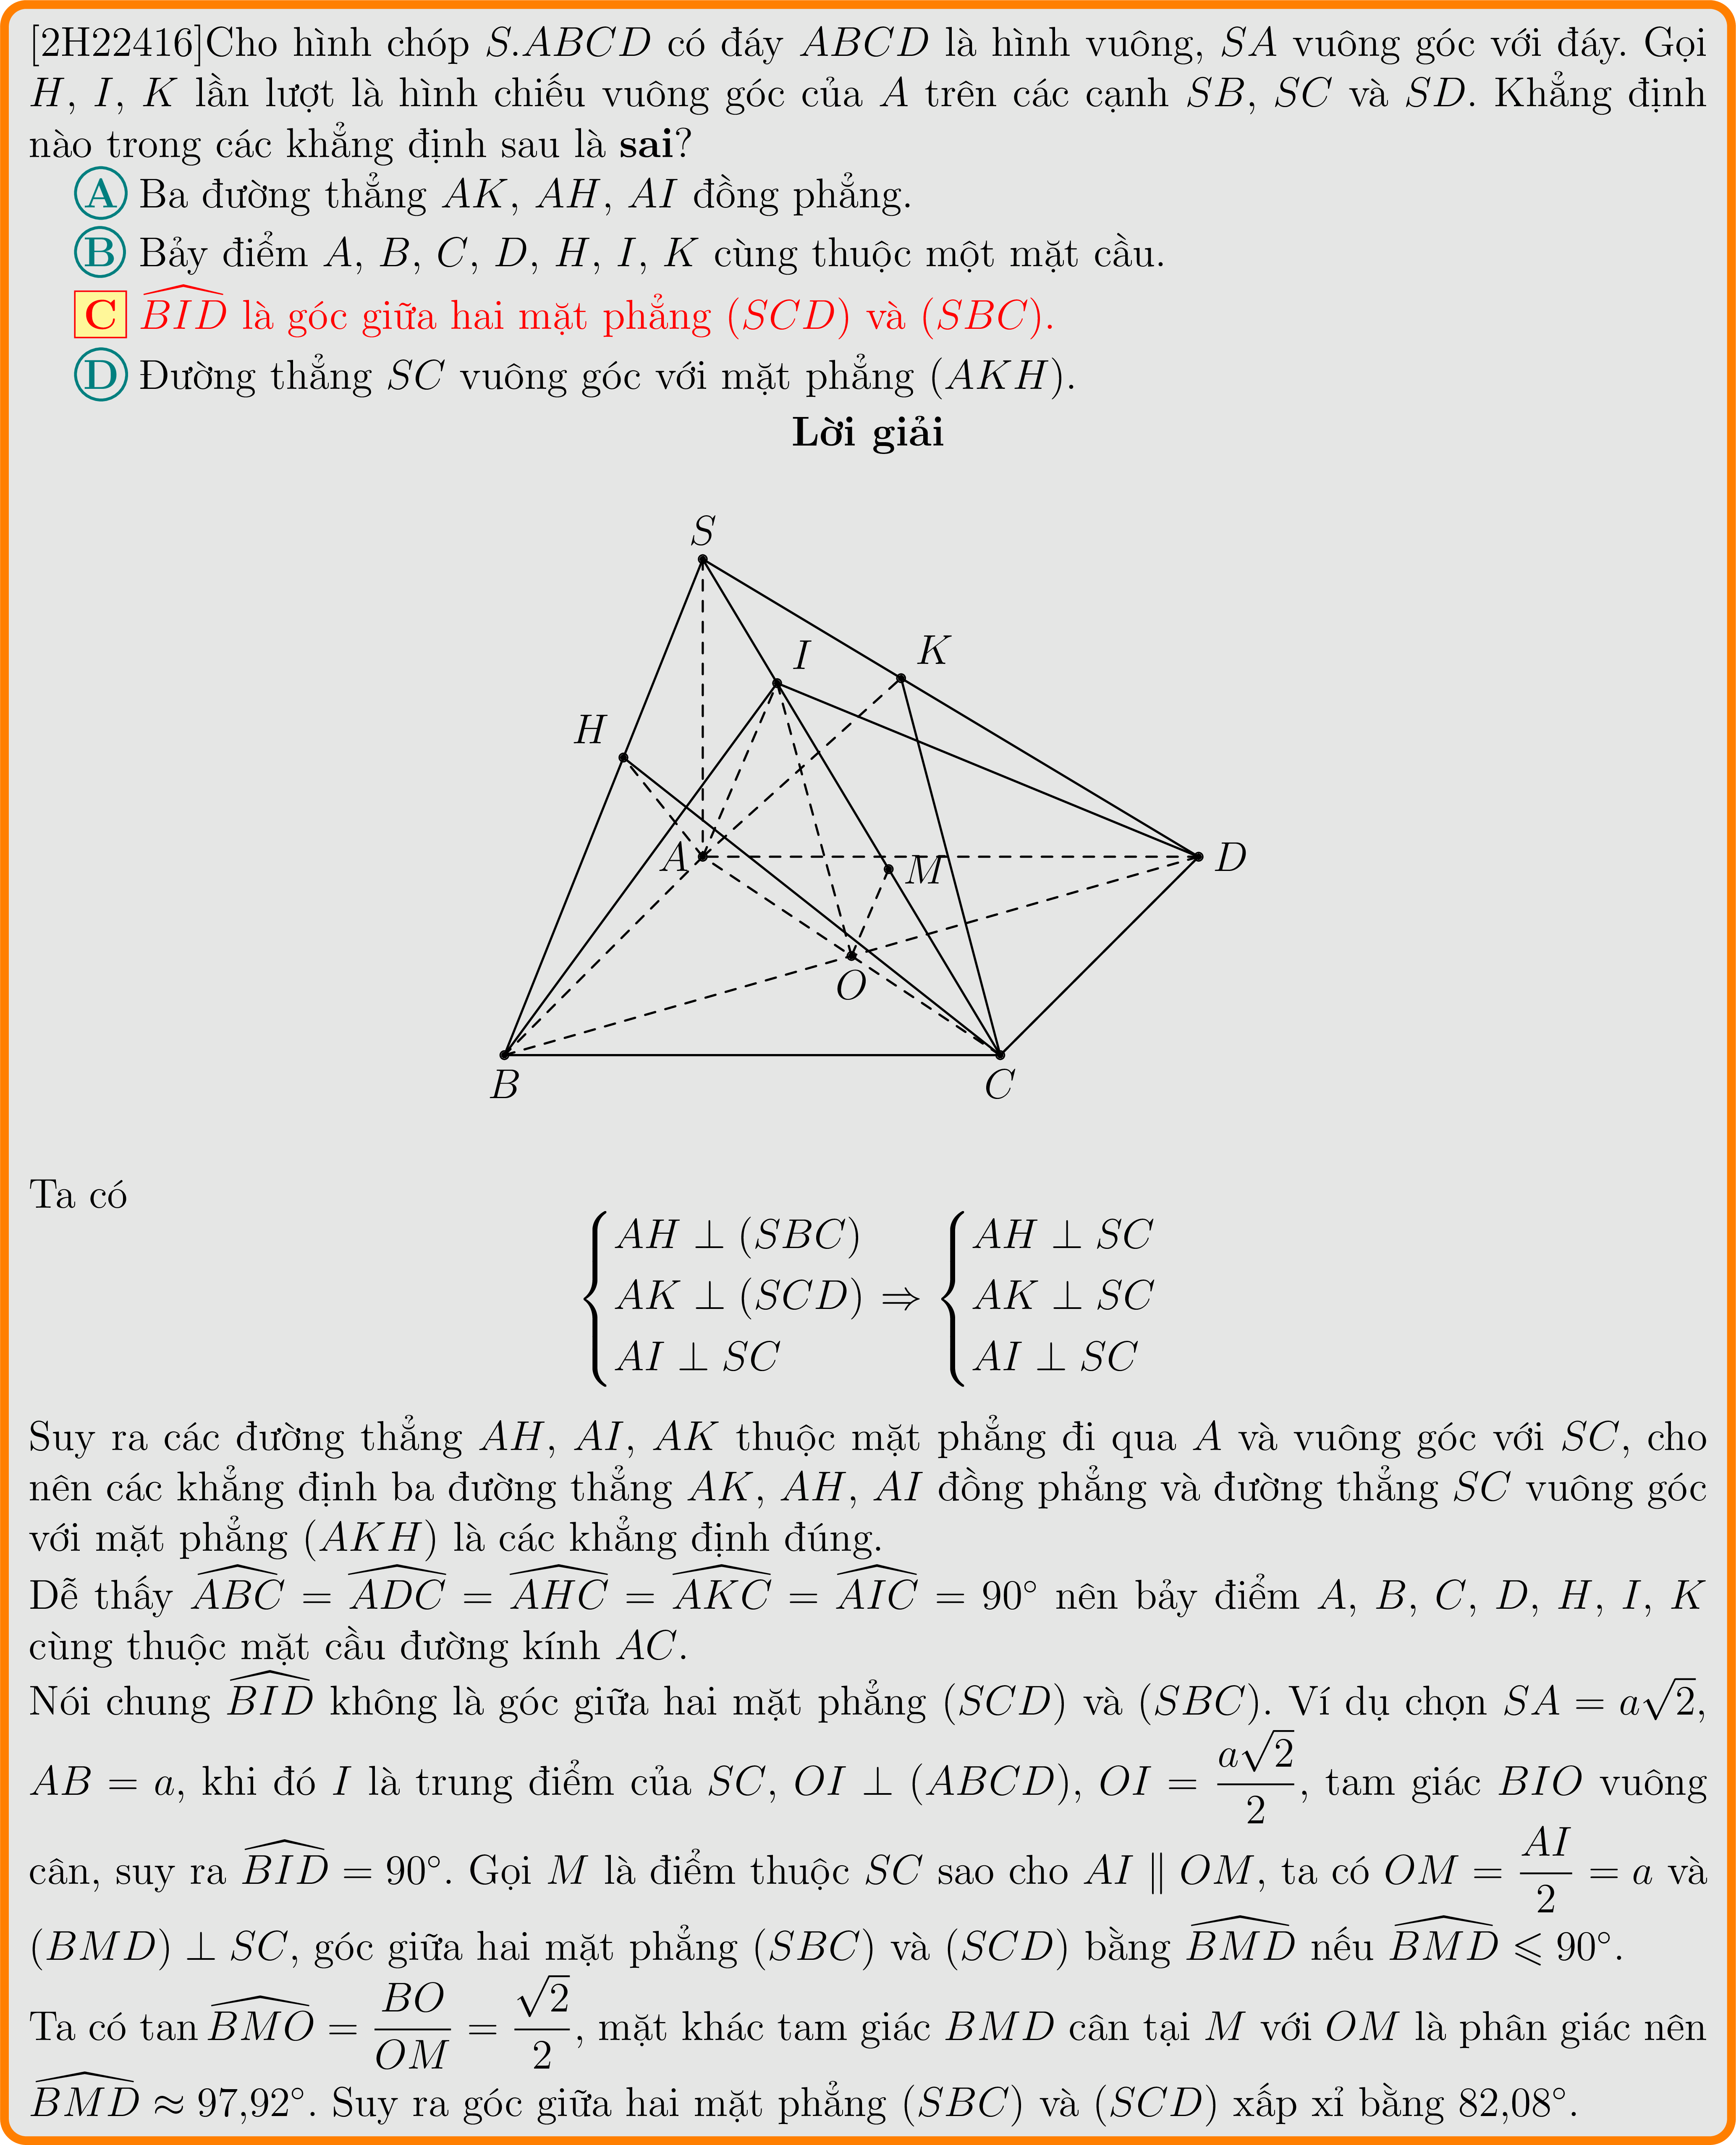 [2H22416]Cho hình chóp S.ABCD có đáy ABCD là hình vuông, SA vuông góc với đáy. Gọi
H, I, K lần lượt là hình chiếu vuông góc của A trên các cạnh SB, SC và SD. Khẳng định
nào trong các khẳng định sau là sai?
A Ba đường thẳng AK, AH, AI đồng phẳng.
B Bảy điểm A, B, C, D, H, I, K cùng thuộc một mặt cầu.
C $\widehat{BID}$ là góc giữa hai mặt phẳng (SCD) và (SBC).
D Đường thẳng SC vuông góc với mặt phẳng (AKH).
Lời giải
S
I
K
H
A
M
D
O
B
C
Ta có
$\begin{cases} AH \perp (SBC) \\ AK \perp (SCD) \\ AI \perp SC \end{cases} \Rightarrow \begin{cases} AH \perp SC \\ AK \perp SC \\ AI \perp SC \end{cases}$
Suy ra các đường thẳng AH, AI, AK thuộc mặt phẳng đi qua A và vuông góc với SC, cho
nên các khẳng định ba đường thẳng AK, AH, AI đồng phẳng và đường thẳng SC vuông góc
với mặt phẳng (AKH) là các khẳng định đúng.
Dễ thấy $\widehat{ABC} = \widehat{ADC} = \widehat{AHC} = \widehat{AKC} = \widehat{AIC} = 90^\circ$ nên bảy điểm A, B, C, D, H, I, K
cùng thuộc mặt cầu đường kính AC.
Nói chung $\widehat{BID}$ không là góc giữa hai mặt phẳng (SCD) và (SBC). Ví dụ chọn $SA = a\sqrt{2}$,
$AB = a$, khi đó I là trung điểm của SC, $OI \perp (ABCD)$, $OI = \dfrac{a\sqrt{2}}{2}$, tam giác BIO vuông
cân, suy ra $\widehat{BID} = 90^\circ$. Gọi M là điểm thuộc SC sao cho $AI \parallel OM$, ta có $OM = \dfrac{AI}{2} = a$ và
$(BMD) \perp SC$, góc giữa hai mặt phẳng (SBC) và (SCD) bằng $\widehat{BMD}$ nếu $\widehat{BMD} \leqslant 90^\circ$.
Ta có $\tan \widehat{BMO} = \dfrac{BO}{OM} = \dfrac{\sqrt{2}}{2}$, mặt khác tam giác BMD cân tại M với OM là phân giác nên
$\widehat{BMD} \approx 97{,}92^\circ$. Suy ra góc giữa hai mặt phẳng (SBC) và (SCD) xấp xỉ bằng 82,08°.